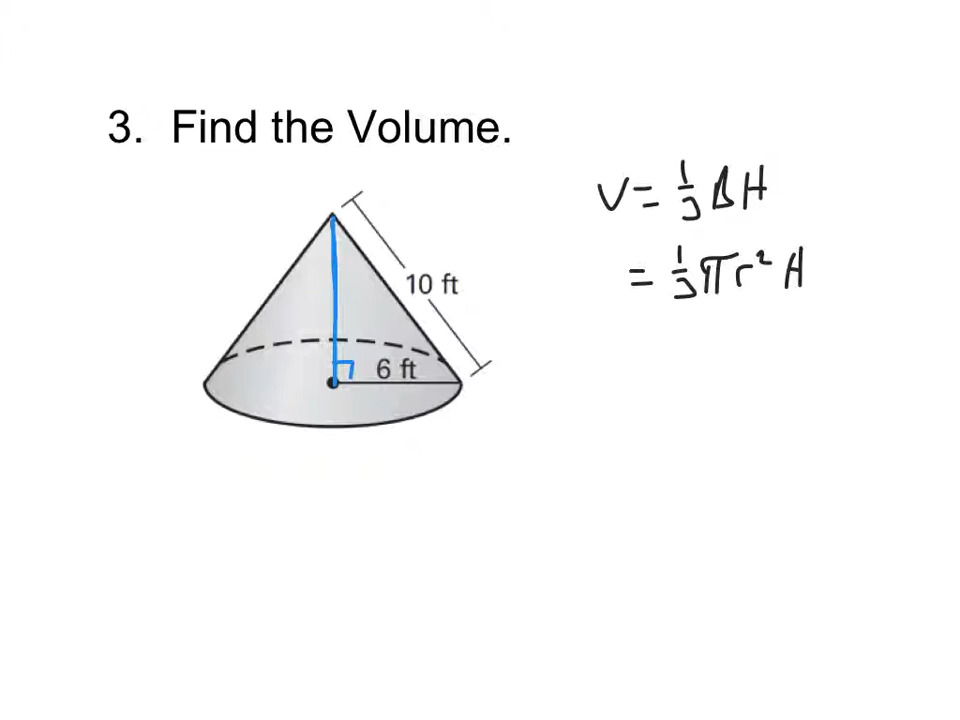 3. Find the Volume.
V = 1/3 BH
= 1/3 πr² H
10 ft
6 ft